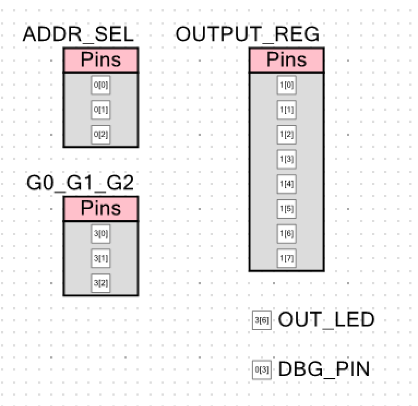 ADDR_SEL
Pins
0[0]
0[1]
0[2]
G0_G1_G2
Pins
3[0]
3[1]
3[2]
OUTPUT_REG
Pins
1[0]
1[1]
1[2]
1[3]
1[4]
1[5]
1[6]
1[7]
3[6] OUT_LED
0[3] DBG_PIN